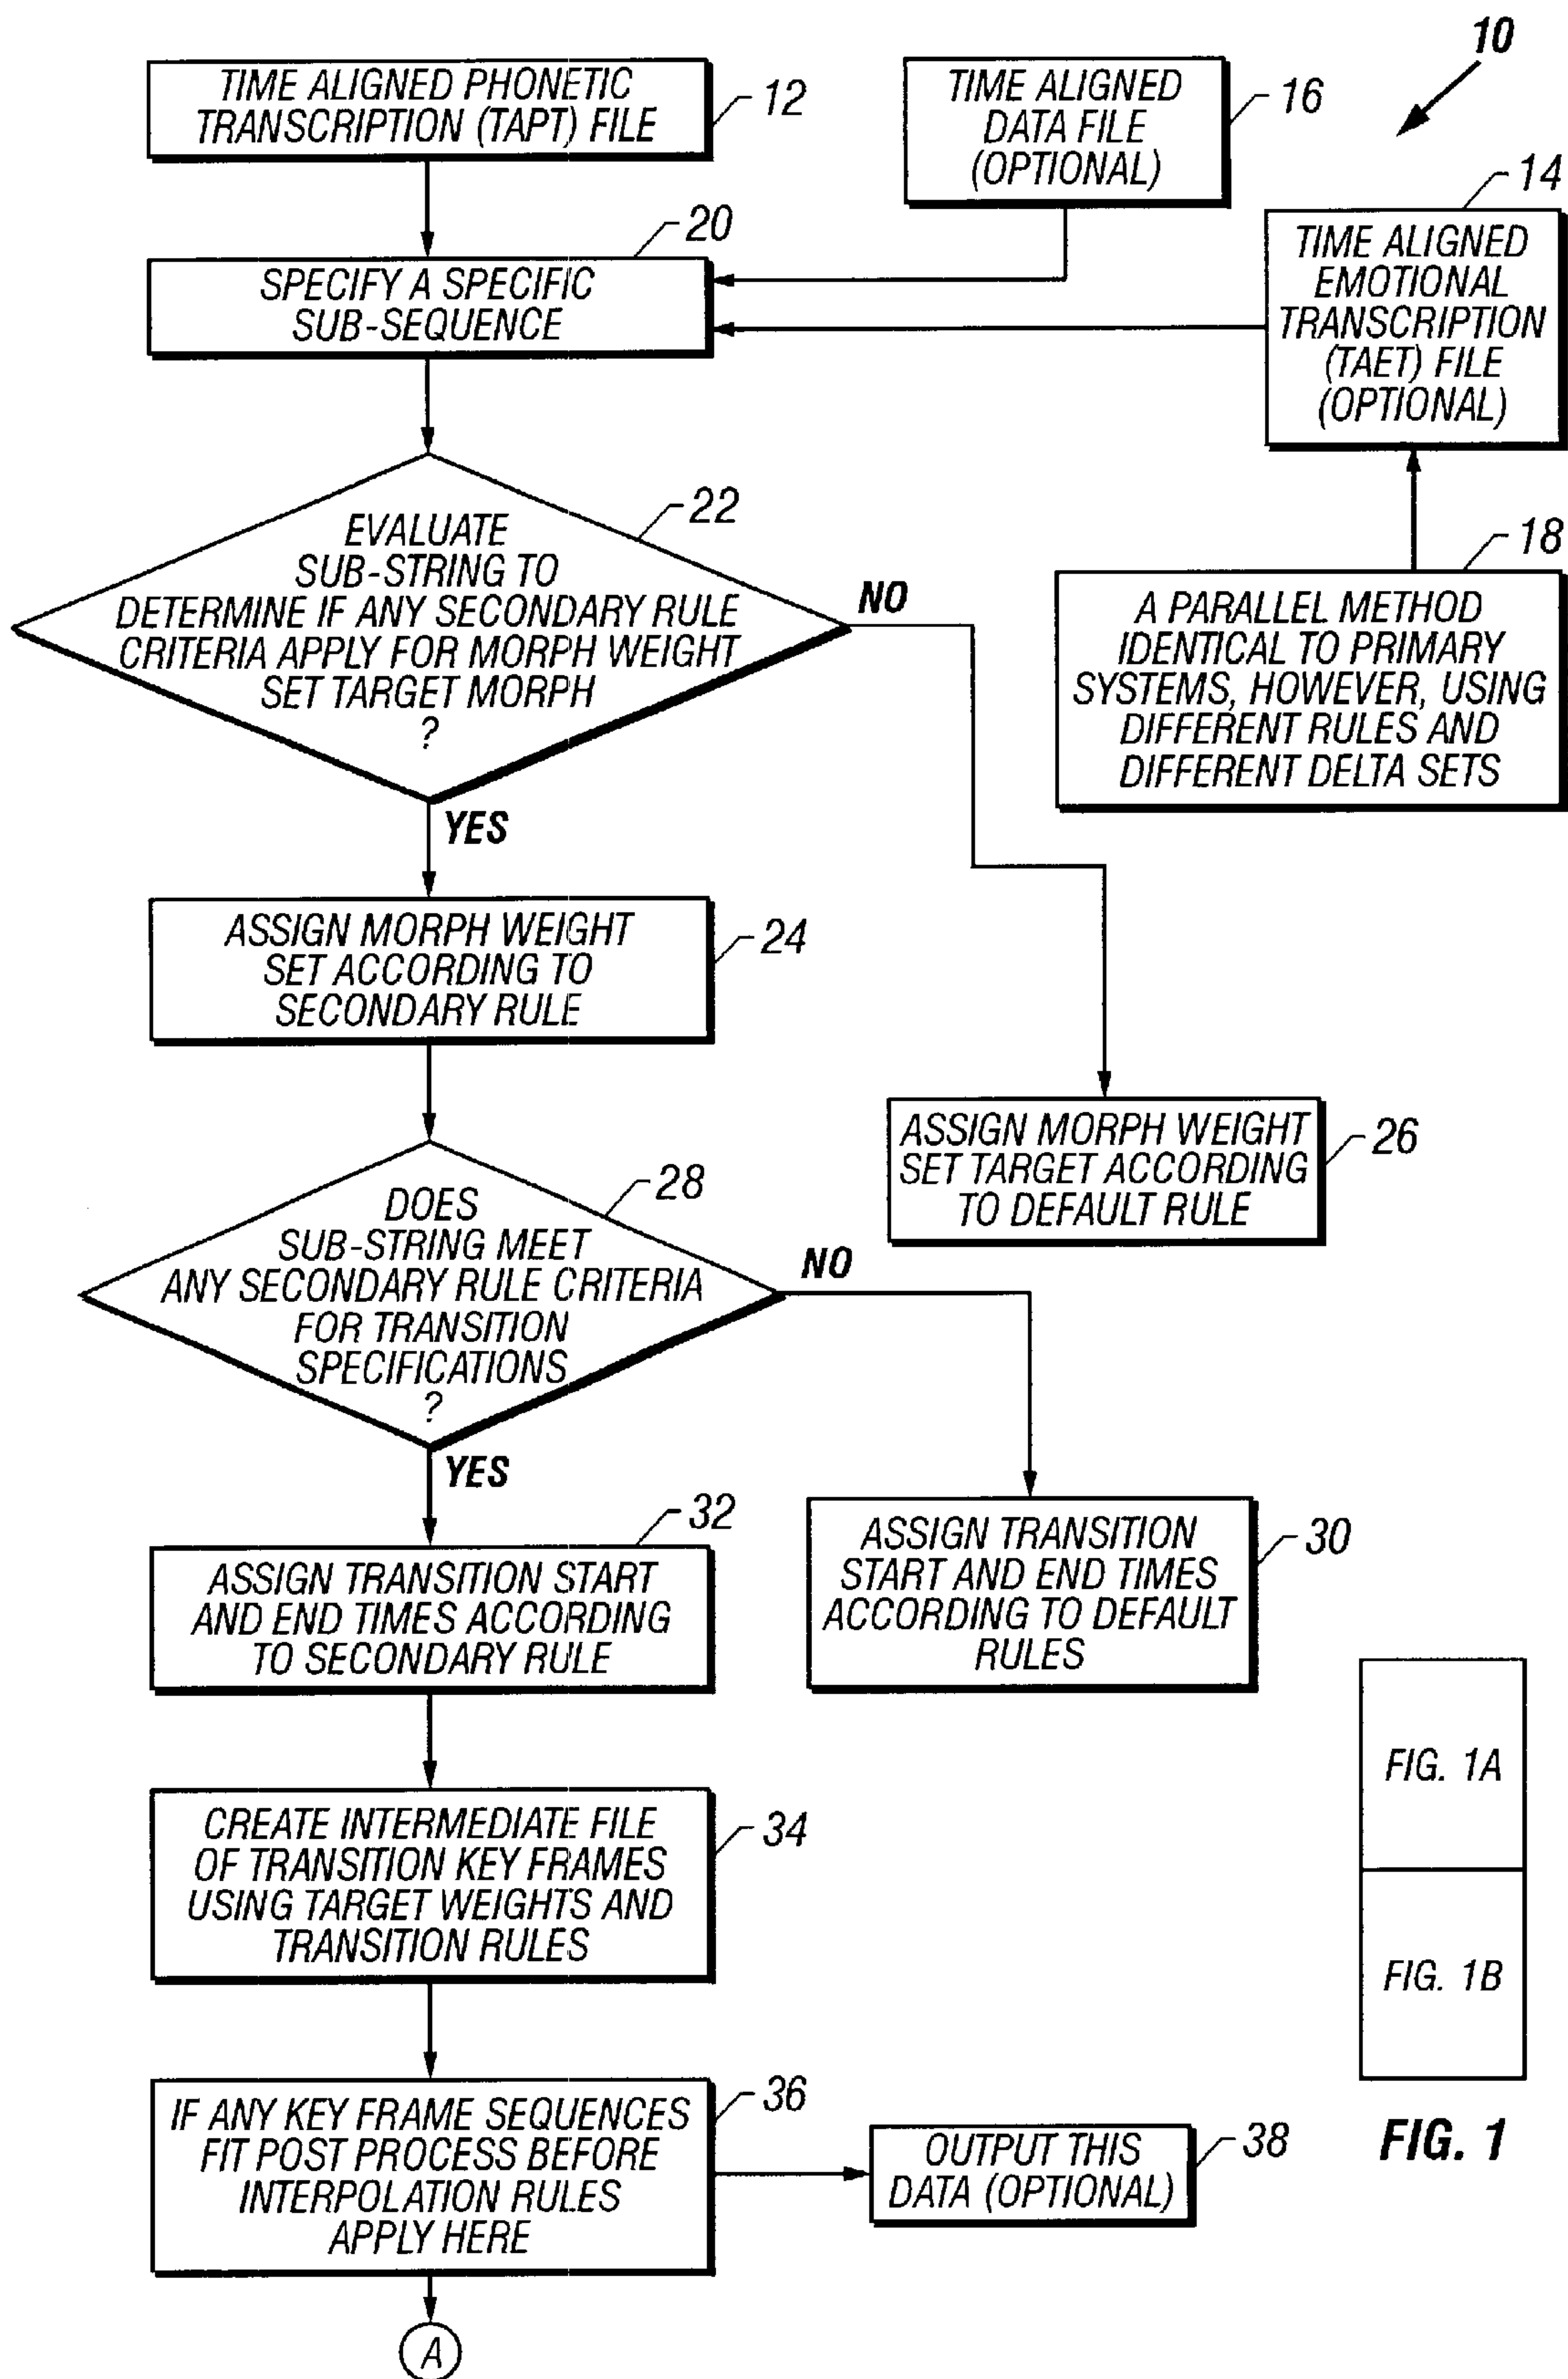 10
TIME ALIGNED PHONETIC
TRANSCRIPTION (TAPT) FILE
12
TIME ALIGNED
DATA FILE
(OPTIONAL)
16
14
TIME ALIGNED
EMOTIONAL
TRANSCRIPTION
(TAET) FILE
(OPTIONAL)
20
SPECIFY A SPECIFIC
SUB-SEQUENCE
22
EVALUATE
SUB-STRING TO
DETERMINE IF ANY SECONDARY RULE
CRITERIA APPLY FOR MORPH WEIGHT
SET TARGET MORPH
?
NO
YES
18
A PARALLEL METHOD
IDENTICAL TO PRIMARY
SYSTEMS, HOWEVER, USING
DIFFERENT RULES AND
DIFFERENT DELTA SETS
ASSIGN MORPH WEIGHT
SET ACCORDING TO
SECONDARY RULE
24
ASSIGN MORPH WEIGHT
SET TARGET ACCORDING
TO DEFAULT RULE
26
28
DOES
SUB-STRING MEET
ANY SECONDARY RULE CRITERIA
FOR TRANSITION
SPECIFICATIONS
?
NO
YES
32
ASSIGN TRANSITION START
AND END TIMES ACCORDING
TO SECONDARY RULE
ASSIGN TRANSITION
START AND END TIMES
ACCORDING TO DEFAULT
RULES
30
CREATE INTERMEDIATE FILE
OF TRANSITION KEY FRAMES
USING TARGET WEIGHTS AND
TRANSITION RULES
34
FIG. 1A
FIG. 1B
FIG. 1
IF ANY KEY FRAME SEQUENCES
FIT POST PROCESS BEFORE
INTERPOLATION RULES
APPLY HERE
36
OUTPUT THIS
DATA (OPTIONAL)
38
A